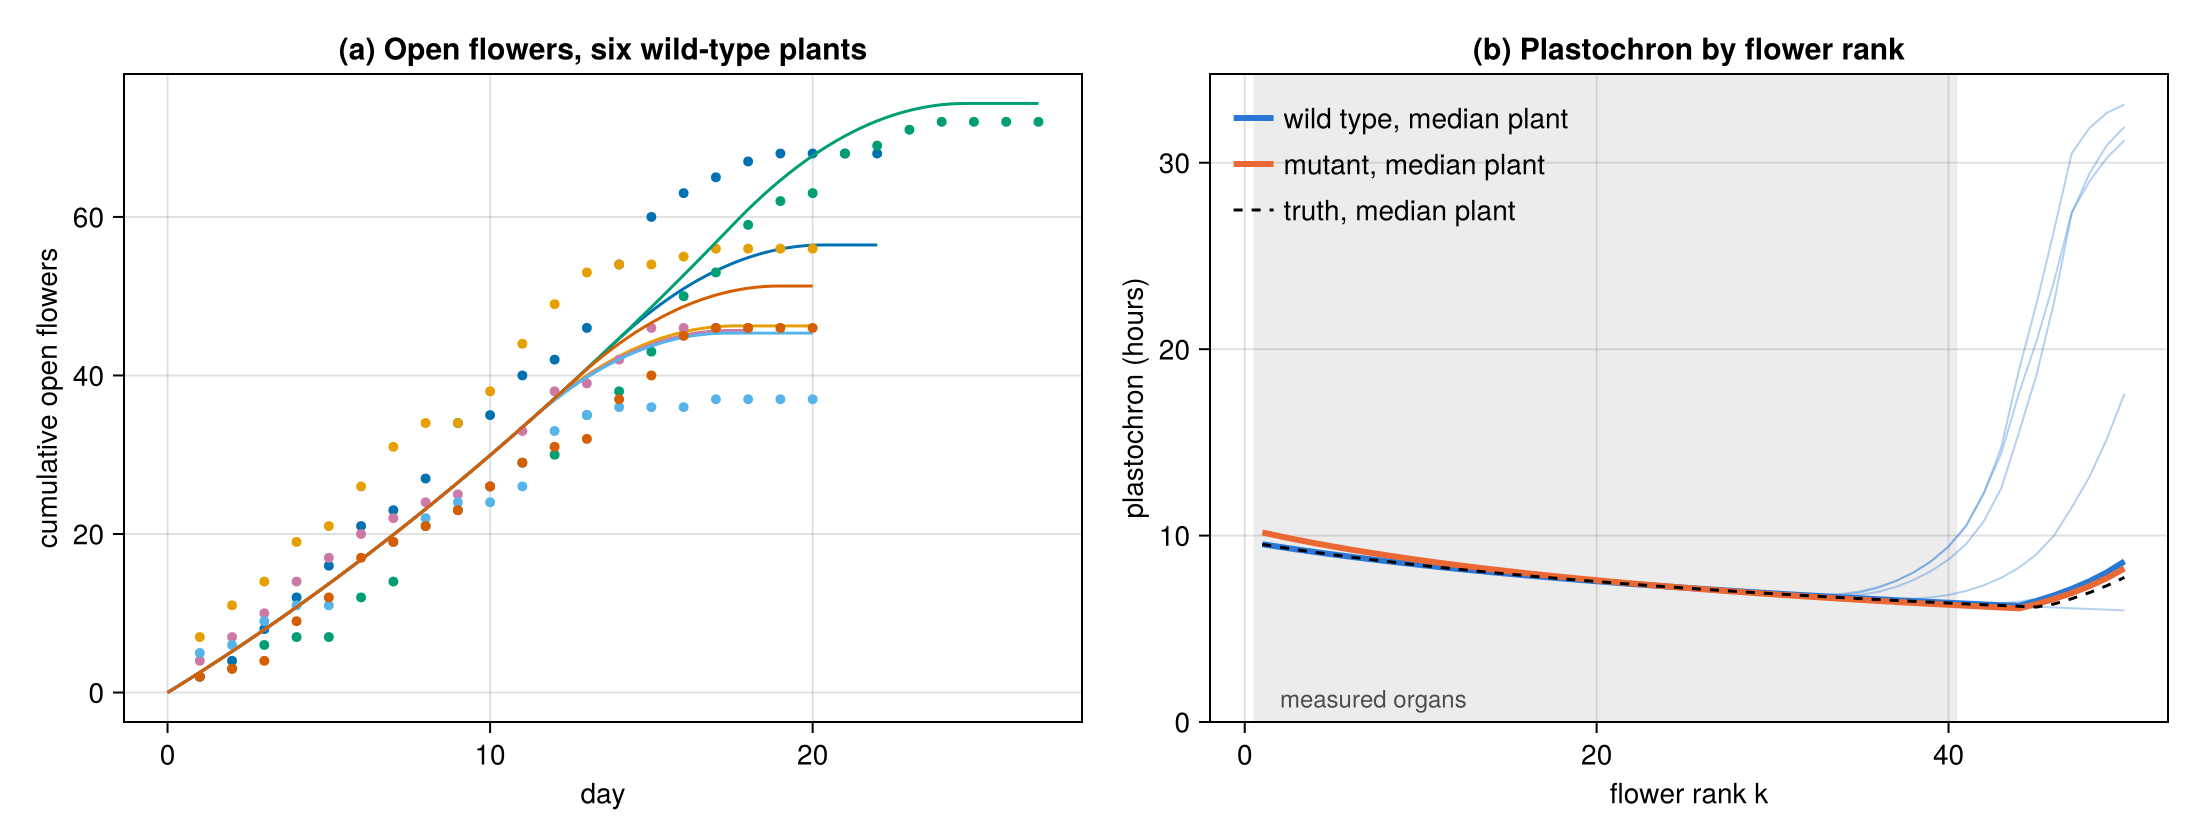 (a) Open flowers, six wild-type plants
cumulative open flowers
60
40
20
0
0 10 20
day
(b) Plastochron by flower rank
wild type, median plant
mutant, median plant
truth, median plant
measured organs
plastochron (hours)
30
20
10
0
0 20 40
flower rank k